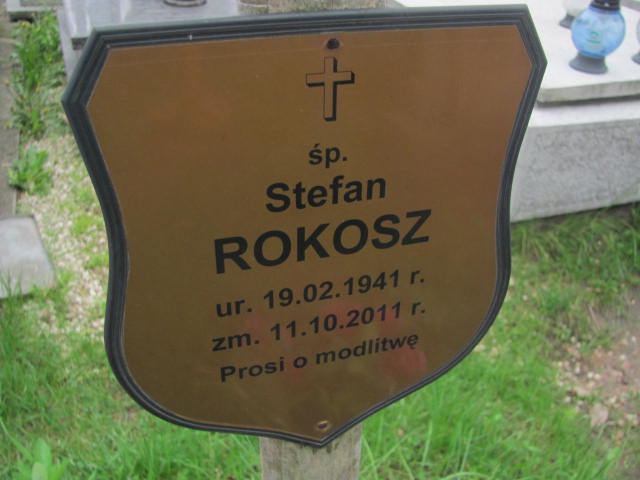 śp.
Stefan
ROKOSZ
ur. 19.02.1941 r.
zm. 11.10.2011 r.
Prosi o modlitwę